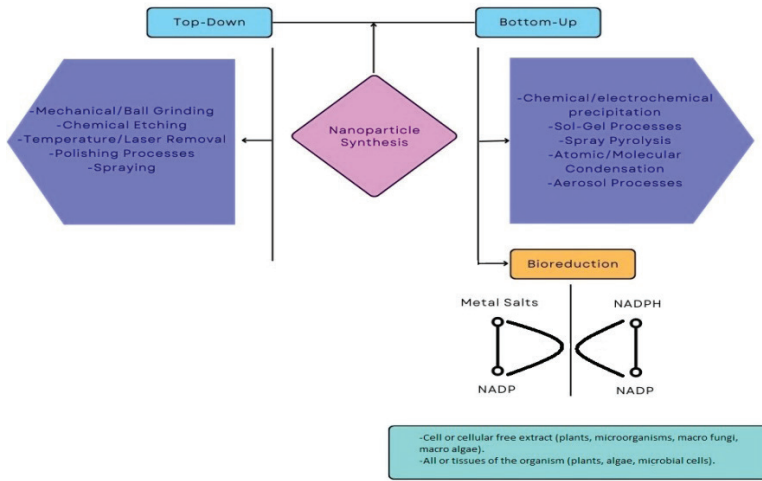 Top-Down
Bottom-Up
Nanoparticle
Synthesis
-Mechanical/Ball Grinding
-Chemical Etching
-Temperature/Laser Removal
-Polishing Processes
-Spraying
-Chemical/electrochemical
precipitation
-Sol-Gel Processes
-Spray Pyrolysis
-Atomic/Molecular
Condensation
-Aerosol Processes
Bioreduction
Metal Salts
NADPH
NADP
NADP
-Cell or cellular free extract (plants, microorganisms, macro fungi,
macro algae).
-All or tissues of the organism (plants, algae, microbial cells).